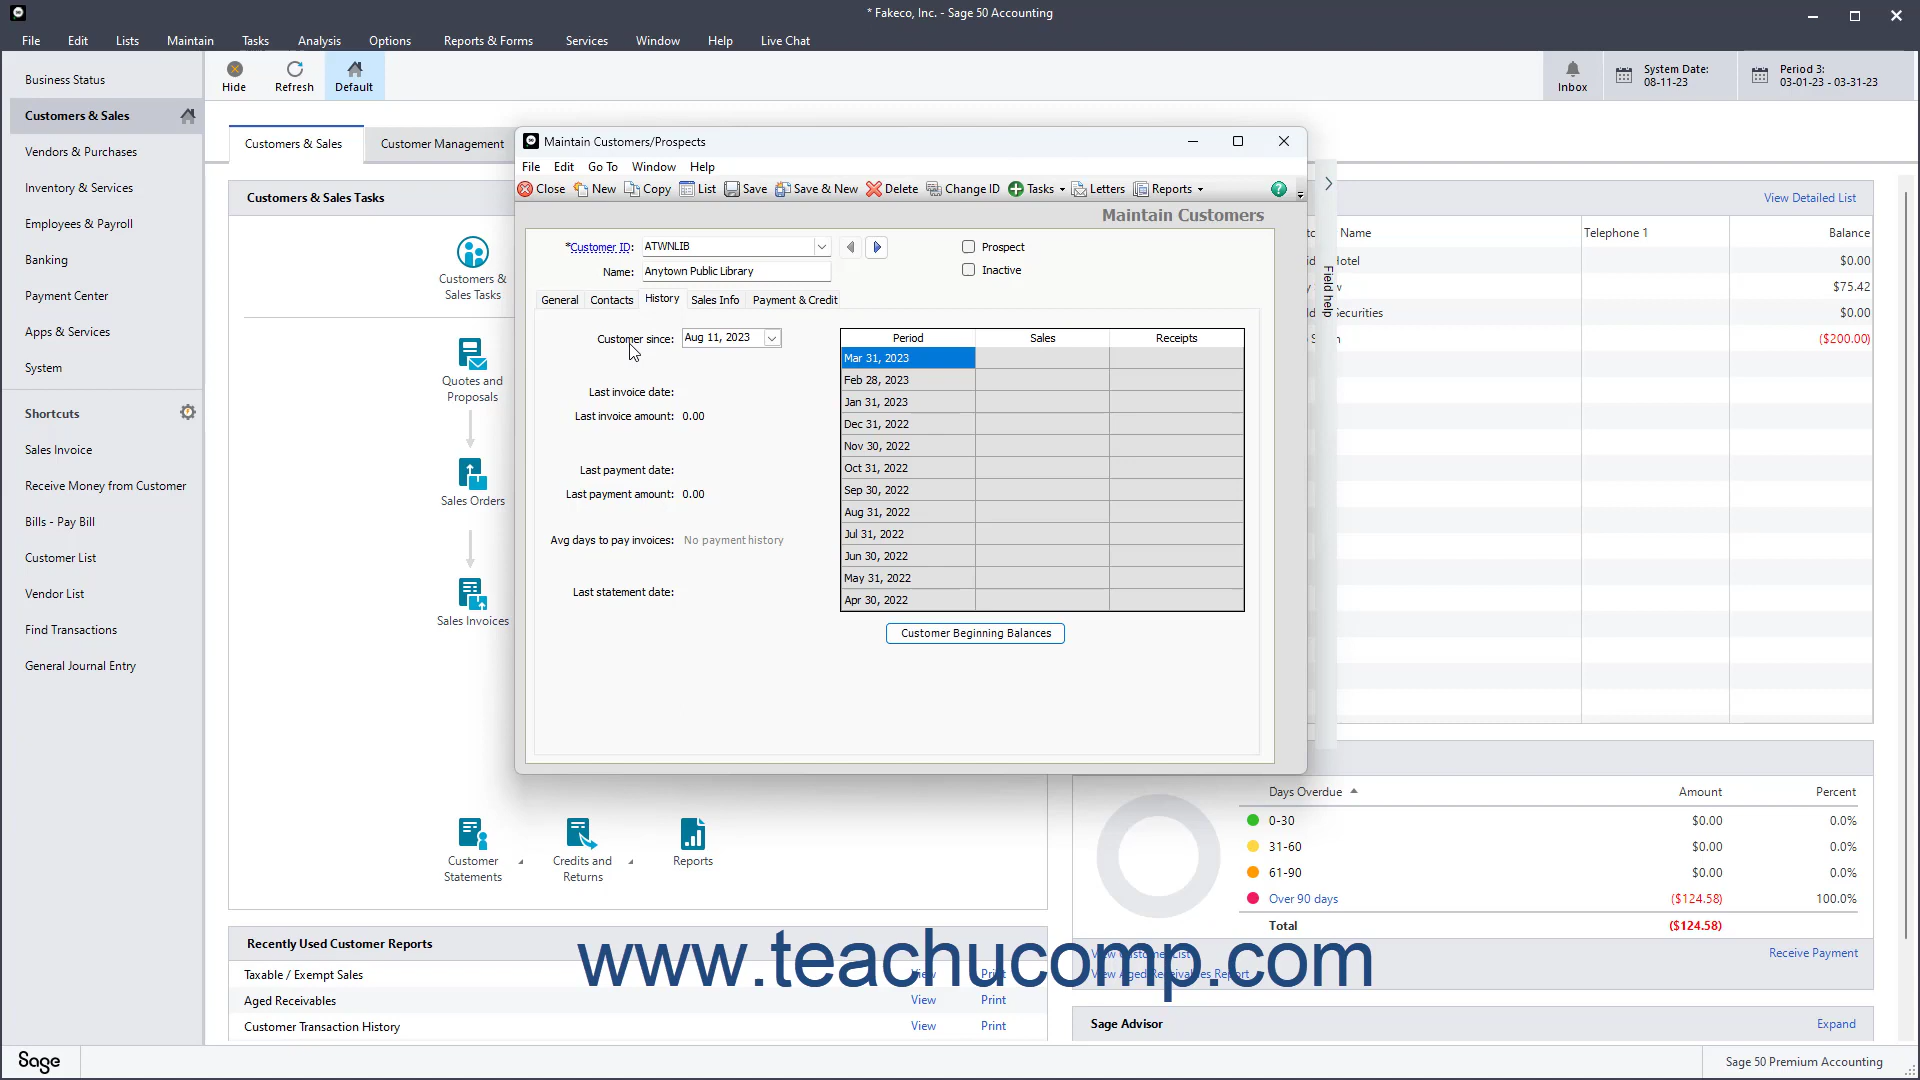 * Fakeco, Inc. - Sage 50 Accounting
File Edit Lists Maintain Tasks Analysis Options Reports & Forms Services Window Help Live Chat
Business Status
Customers & Sales
Vendors & Purchases
Inventory & Services
Employees & Payroll
Banking
Payment Center
Apps & Services
System
Shortcuts
Sales Invoice
Receive Money from Customer
Bills - Pay Bill
Customer List
Vendor List
Find Transactions
General Journal Entry
Hide Refresh Default
Inbox
System Date:
08-11-23
Period 3:
03-01-23 - 03-31-23
Customers & Sales Customer Management
Customers & Sales Tasks
Customers &
Sales Tasks
Quotes and
Proposals
Sales Orders
Sales Invoices
Customer
Statements
Credits and
Returns
Reports
Recently Used Customer Reports
Taxable / Exempt Sales View Print
Aged Receivables View Print
Customer Transaction History View Print
Maintain Customers/Prospects
File Edit Go To Window Help
Close New Copy List Save Save & New Delete Change ID Tasks Letters Reports
Maintain Customers
*Customer ID: ATWNLIB
Name: Anytown Public Library
Prospect
Inactive
General Contacts History Sales Info Payment & Credit
Customer since: Aug 11, 2023
Last invoice date:
Last invoice amount: 0.00
Last payment date:
Last payment amount: 0.00
Avg days to pay invoices: No payment history
Last statement date:
Period Sales Receipts
Mar 31, 2023
Feb 28, 2023
Jan 31, 2023
Dec 31, 2022
Nov 30, 2022
Oct 31, 2022
Sep 30, 2022
Aug 31, 2022
Jul 31, 2022
Jun 30, 2022
May 31, 2022
Apr 30, 2022
Customer Beginning Balances
Field help
View Detailed List
Name Telephone 1 Balance
Hotel $0.00
$75.42
Securities $0.00
($200.00)
Days Overdue Amount Percent
0-30 $0.00 0.0%
31-60 $0.00 0.0%
61-90 $0.00 0.0%
Over 90 days ($124.58) 100.0%
Total ($124.58)
View Customer List
Receive Payment
View Aged Receivables Report
Sage Advisor Expand
www.teachucomp.com
Sage
Sage 50 Premium Accounting